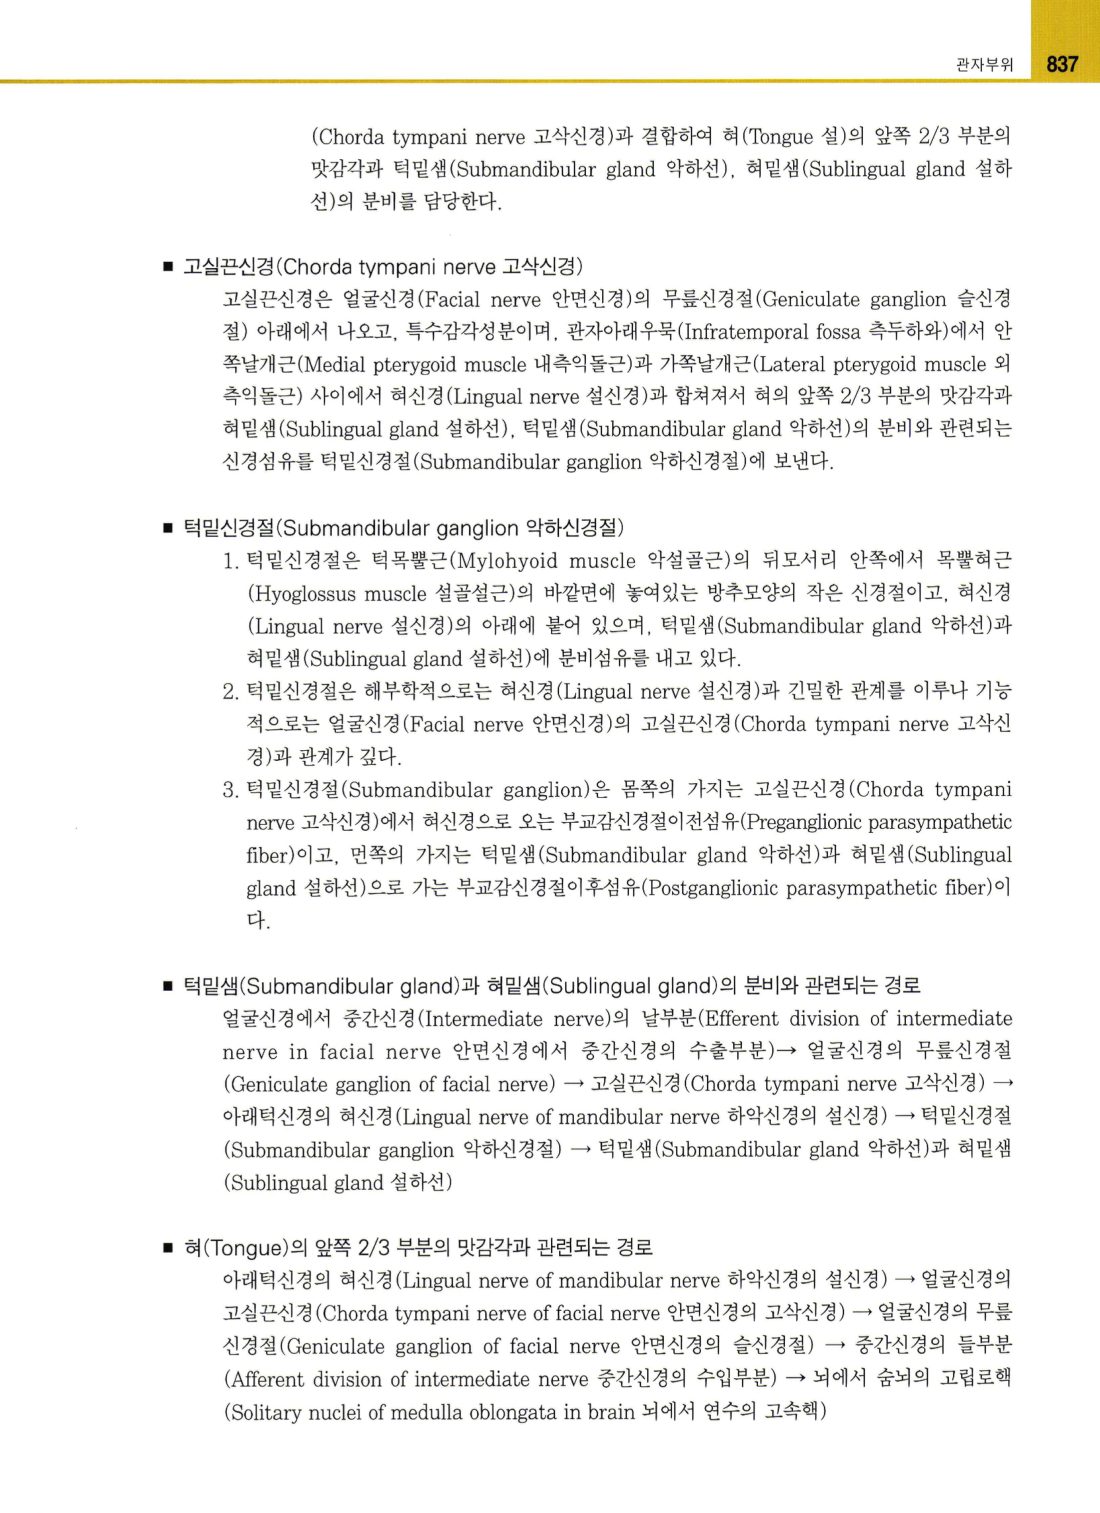 관자부위 837
(Chorda tympani nerve 고삭신경)과 결합하여 혀(Tongue 설)의 앞쪽 2/3 부분의
맛감각과 턱밑샘(Submandibular gland 악하선), 혀밑샘(Sublingual gland 설하
선)의 분비를 담당한다.
■ 고실끈신경(Chorda tympani nerve 고삭신경)
고실끈신경은 얼굴신경(Facial nerve 안면신경)의 무릎신경절(Geniculate ganglion 슬신경
절) 아래에서 나오고, 특수감각성분이며, 관자아래우묵(Infratemporal fossa 측두하와)에서 안
쪽날개근(Medial pterygoid muscle 내측익돌근)과 가쪽날개근(Lateral pterygoid muscle 외
측익돌근) 사이에서 혀신경(Lingual nerve 설신경)과 합쳐져서 혀의 앞쪽 2/3 부분의 맛감각과
혀밑샘(Sublingual gland 설하선), 턱밑샘(Submandibular gland 악하선)의 분비와 관련되는
신경섬유를 턱밑신경절(Submandibular ganglion 악하신경절)에 보낸다.
■ 턱밑신경절(Submandibular ganglion 악하신경절)
1. 턱밑신경절은 턱목뿔근(Mylohyoid muscle 악설골근)의 뒤모서리 안쪽에서 목뿔혀근
(Hyoglossus muscle 설골설근)의 바깥면에 놓여있는 방추모양의 작은 신경절이고, 혀신경
(Lingual nerve 설신경)의 아래에 붙어 있으며, 턱밑샘(Submandibular gland 악하선)과
혀밑샘(Sublingual gland 설하선)에 분비섬유를 내고 있다.
2. 턱밑신경절은 해부학적으로는 혀신경(Lingual nerve 설신경)과 긴밀한 관계를 이루나 기능
적으로는 얼굴신경(Facial nerve 안면신경)의 고실끈신경(Chorda tympani nerve 고삭신
경)과 관계가 깊다.
3. 턱밑신경절(Submandibular ganglion)은 몸쪽의 가지는 고실끈신경(Chorda tympani
nerve 고삭신경)에서 혀신경으로 오는 부교감신경절이전섬유(Preganglionic parasympathetic
fiber)이고, 먼쪽의 가지는 턱밑샘(Submandibular gland 악하선)과 혀밑샘(Sublingual
gland 설하선)으로 가는 부교감신경절이후섬유(Postganglionic parasympathetic fiber)이
다.
■ 턱밑샘(Submandibular gland)과 혀밑샘(Sublingual gland)의 분비와 관련되는 경로
얼굴신경에서 중간신경(Intermediate nerve)의 날부분(Efferent division of intermediate
nerve in facial nerve 안면신경에서 중간신경의 수출부분)→ 얼굴신경의 무릎신경절
(Geniculate ganglion of facial nerve) → 고실끈신경(Chorda tympani nerve 고삭신경) →
아래턱신경의 혀신경(Lingual nerve of mandibular nerve 하악신경의 설신경) → 턱밑신경절
(Submandibular ganglion 악하신경절) → 턱밑샘(Submandibular gland 악하선)과 혀밑샘
(Sublingual gland 설하선)
■ 혀(Tongue)의 앞쪽 2/3 부분의 맛감각과 관련되는 경로
아래턱신경의 혀신경(Lingual nerve of mandibular nerve 하악신경의 설신경) → 얼굴신경의
고실끈신경(Chorda tympani nerve of facial nerve 안면신경의 고삭신경) → 얼굴신경의 무릎
신경절(Geniculate ganglion of facial nerve 안면신경의 슬신경절) → 중간신경의 들부분
(Afferent division of intermediate nerve 중간신경의 수입부분) → 뇌에서 숨뇌의 고립로핵
(Solitary nuclei of medulla oblongata in brain 뇌에서 연수의 고속핵)